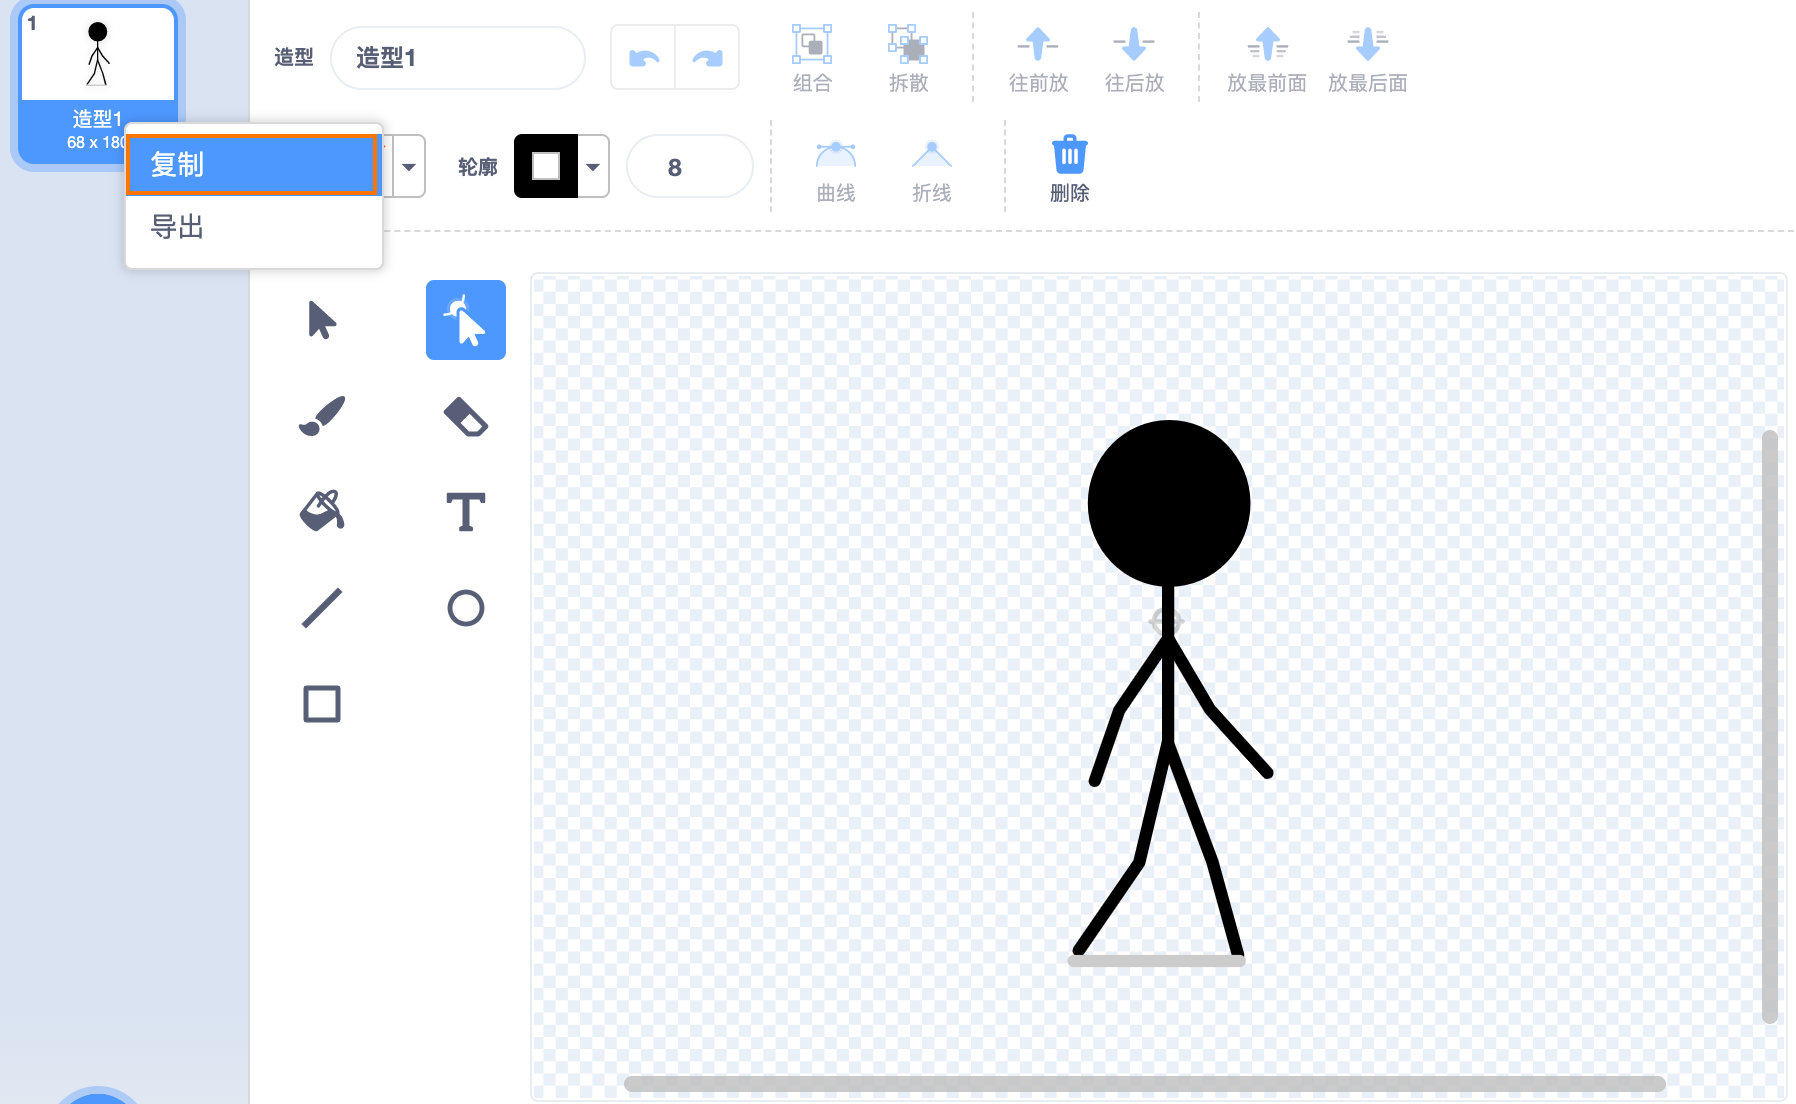 1
造型1
68 x 180
复制
导出
造型
造型1
组合
拆散
往前放
往后放
放最前面
放最后面
轮廓
8
曲线
折线
删除